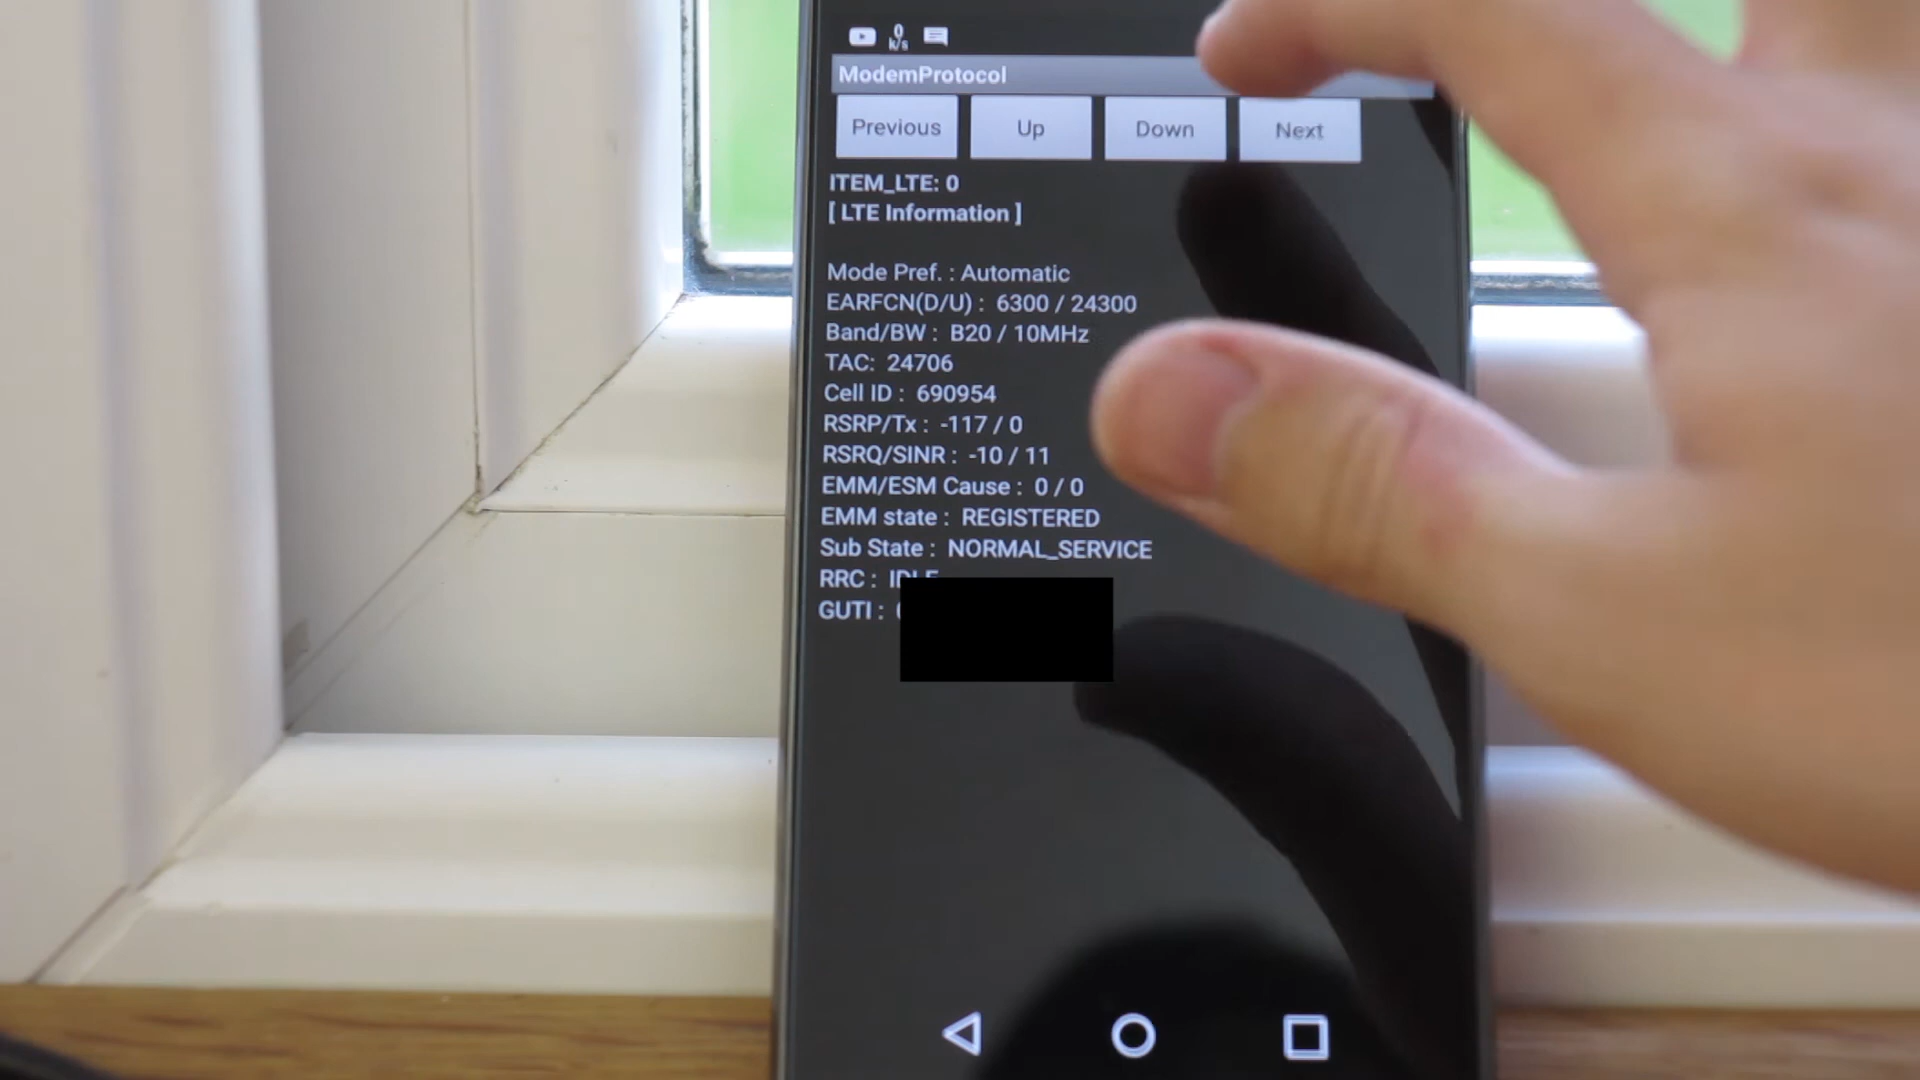 0
k/s
ModemProtocol
Previous Up Down Next
ITEM_LTE: 0
[ LTE Information ]
Mode Pref. : Automatic
EARFCN(D/U) : 6300 / 24300
Band/BW : B20 / 10MHz
TAC: 24706
Cell ID : 690954
RSRP/Tx : -117 / 0
RSRQ/SINR : -10 / 11
EMM/ESM Cause : 0 / 0
EMM state : REGISTERED
Sub State : NORMAL_SERVICE
RRC : IDLE
GUTI :